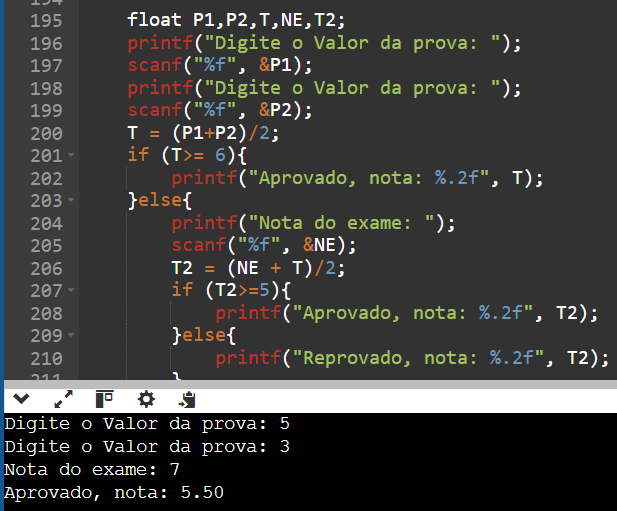 195 float P1,P2,T,NE,T2;
196 printf("Digite o Valor da prova: ");
197 scanf("%f", &P1);
198 printf("Digite o Valor da prova: ");
199 scanf("%f", &P2);
200 T = (P1+P2)/2;
201 if (T>= 6){
202 printf("Aprovado, nota: %.2f", T);
203 }else{
204 printf("Nota do exame: ");
205 scanf("%f", &NE);
206 T2 = (NE + T)/2;
207 if (T2>=5){
208 printf("Aprovado, nota: %.2f", T2);
209 }else{
210 printf("Reprovado, nota: %.2f", T2);
Digite o Valor da prova: 5
Digite o Valor da prova: 3
Nota do exame: 7
Aprovado, nota: 5.50